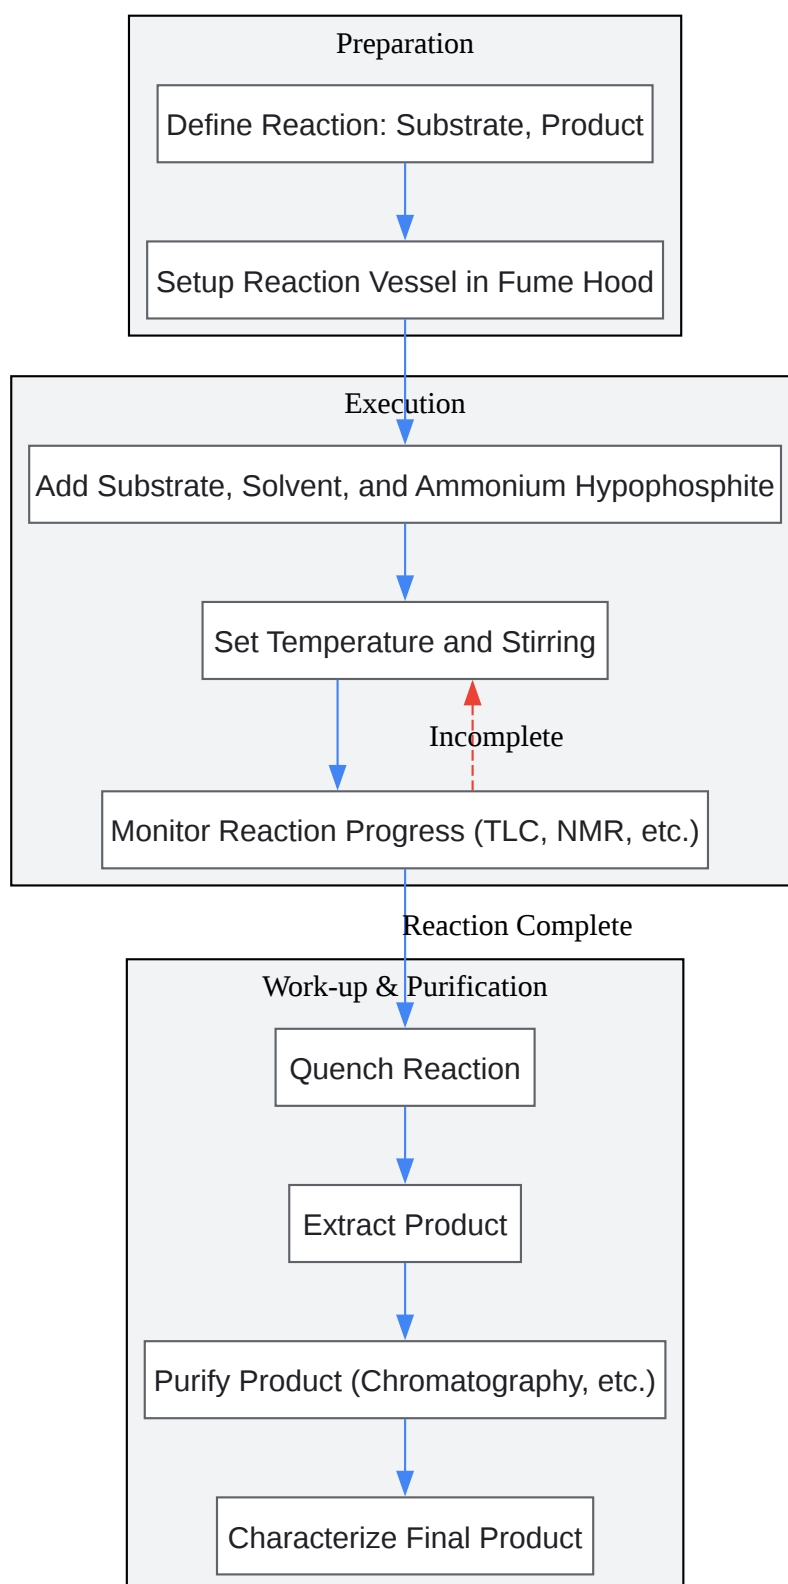 Preparation
Define Reaction: Substrate, Product
Setup Reaction Vessel in Fume Hood
Execution
Add Substrate, Solvent, and Ammonium Hypophosphite
Set Temperature and Stirring
Incomplete
Monitor Reaction Progress (TLC, NMR, etc.)
Reaction Complete
Work-up & Purification
Quench Reaction
Extract Product
Purify Product (Chromatography, etc.)
Characterize Final Product